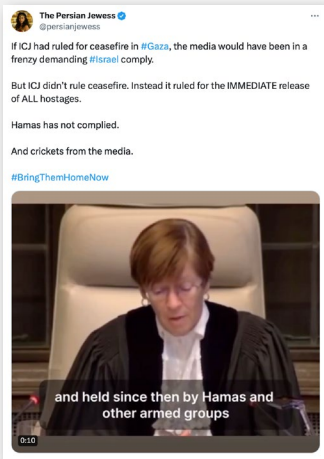 The Persian Jewess
@persianjewess
If ICJ had ruled for ceasefire in #Gaza, the media would have been in a
frenzy demanding #Israel comply.
But ICJ didn't rule ceasefire. Instead it ruled for the IMMEDIATE release
of ALL hostages.
Hamas has not complied.
And crickets from the media.
#BringThemHomeNow
and held since then by Hamas and
other armed groups
0:10